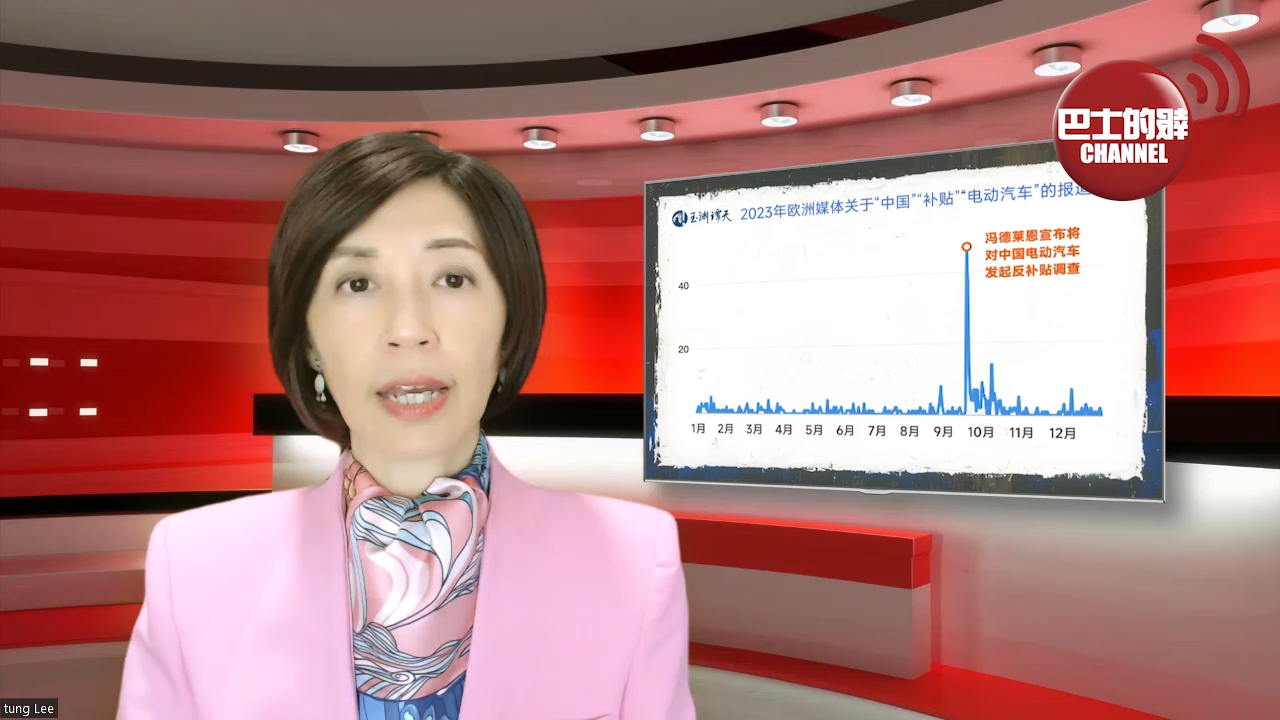 巴士的報
CHANNEL
玉渊谭天
2023年欧洲媒体关于“中国”“补贴”“电动汽车”的报道
冯德莱恩宣布将
对中国电动汽车
发起反补贴调查
40
20
1月 2月 3月 4月 5月 6月 7月 8月 9月 10月 11月 12月
tung Lee